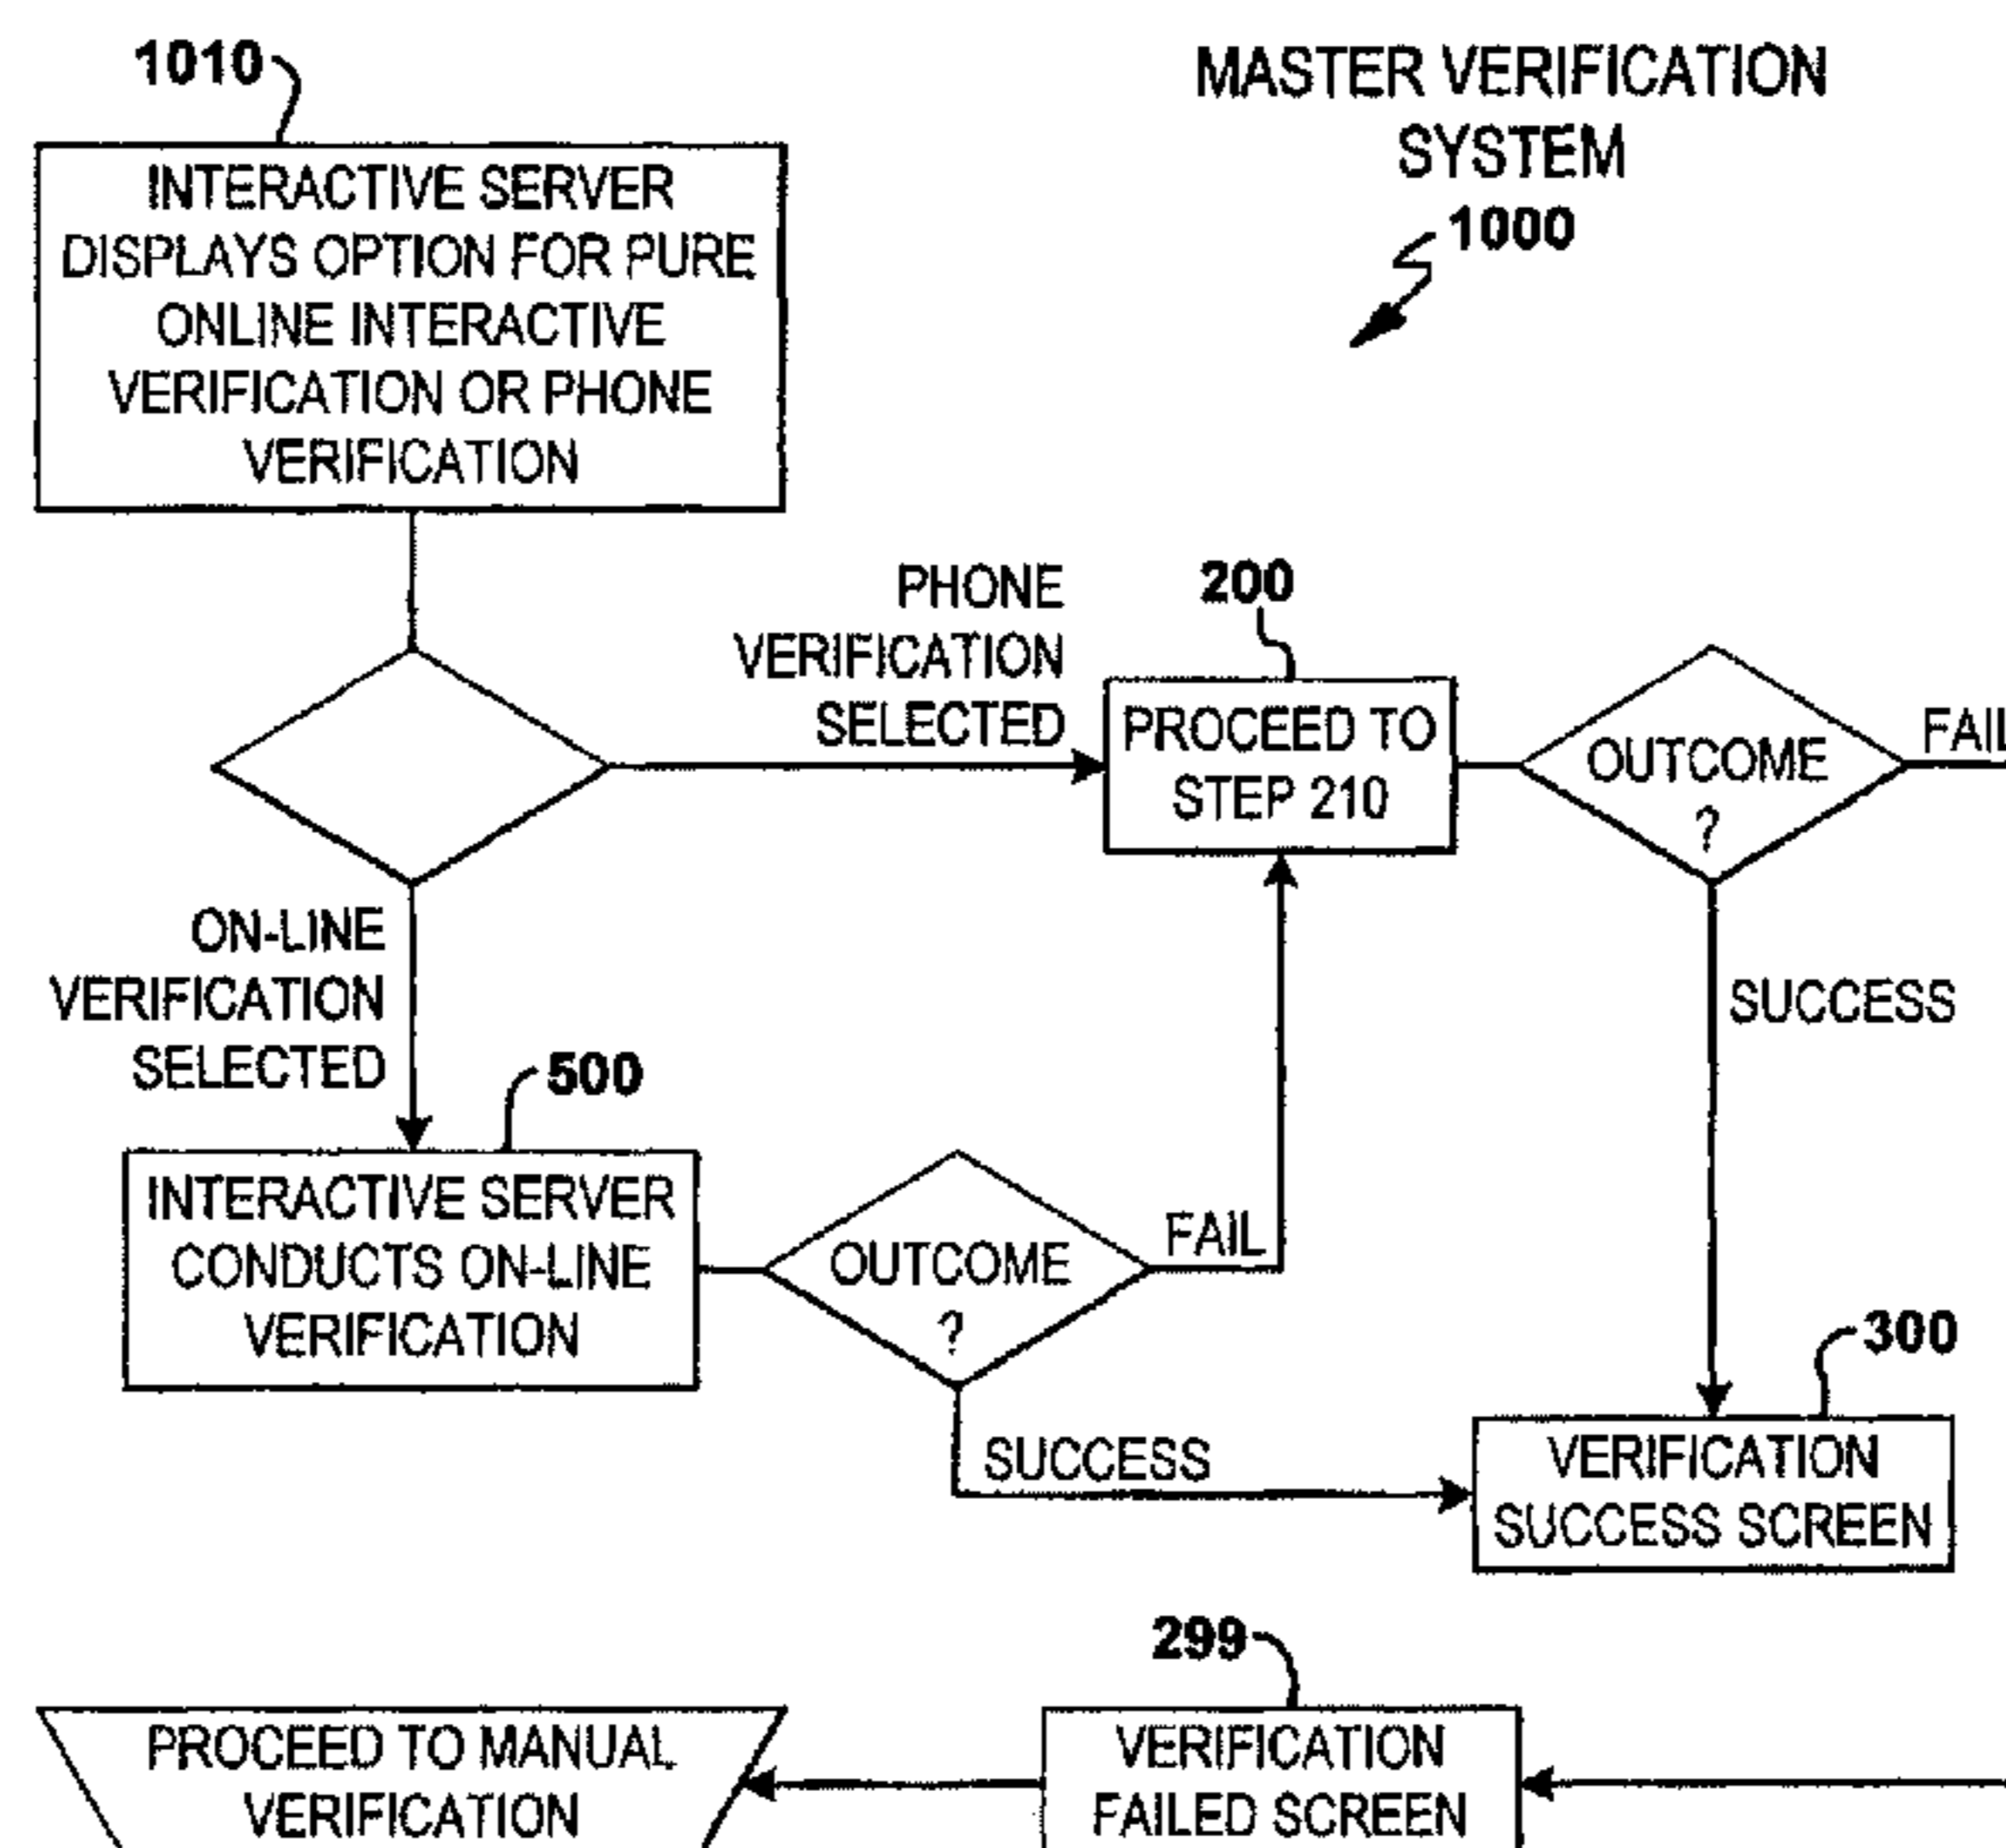 1010
MASTER VERIFICATION
SYSTEM
1000
INTERACTIVE SERVER
DISPLAYS OPTION FOR PURE
ONLINE INTERACTIVE
VERIFICATION OR PHONE
VERIFICATION
PHONE
VERIFICATION
SELECTED
200
PROCEED TO
STEP 210
OUTCOME
?
FAIL
ON-LINE
VERIFICATION
SELECTED
SUCCESS
500
INTERACTIVE SERVER
CONDUCTS ON-LINE
VERIFICATION
OUTCOME
?
FAIL
SUCCESS
300
VERIFICATION
SUCCESS SCREEN
299
PROCEED TO MANUAL
VERIFICATION
VERIFICATION
FAILED SCREEN